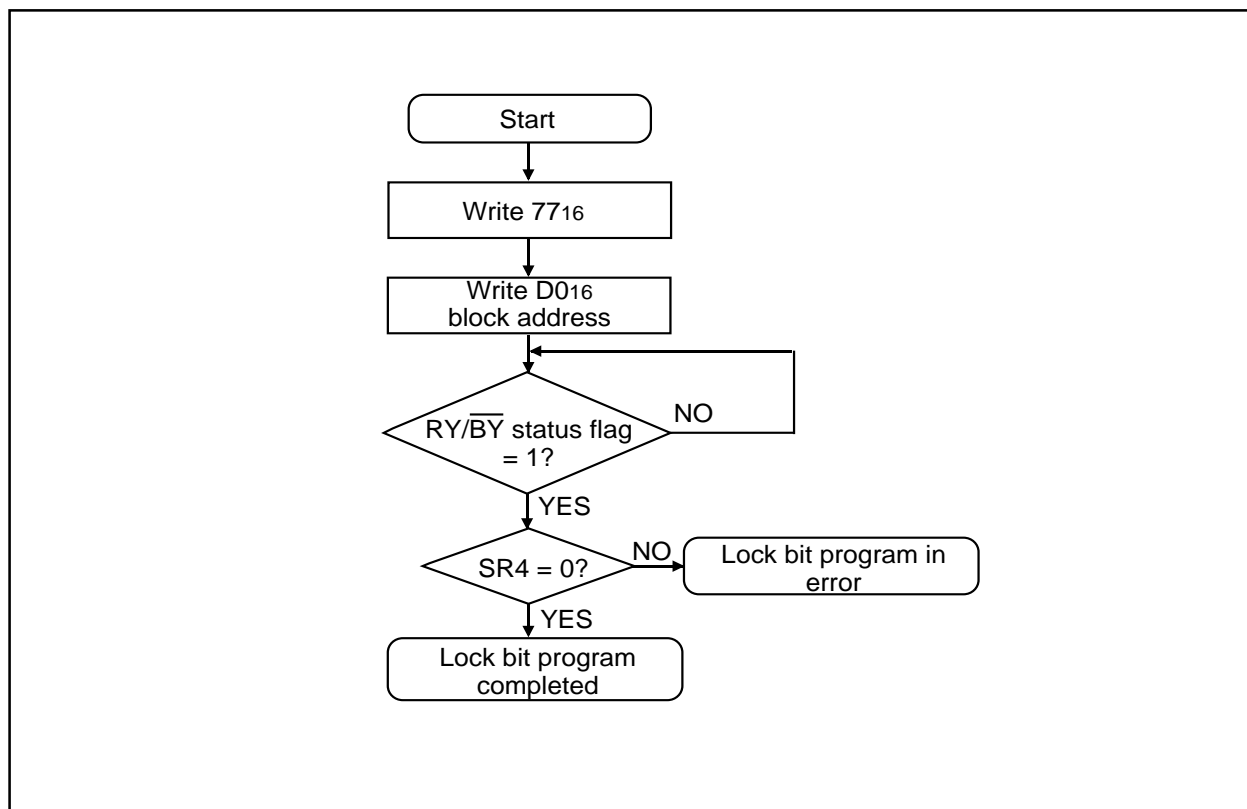 Start
Write 7716
Write D016
block address
NO
RY/B̅Y̅ status flag
= 1?
YES
NO
SR4 = 0?
Lock bit program in
error
YES
Lock bit program
completed